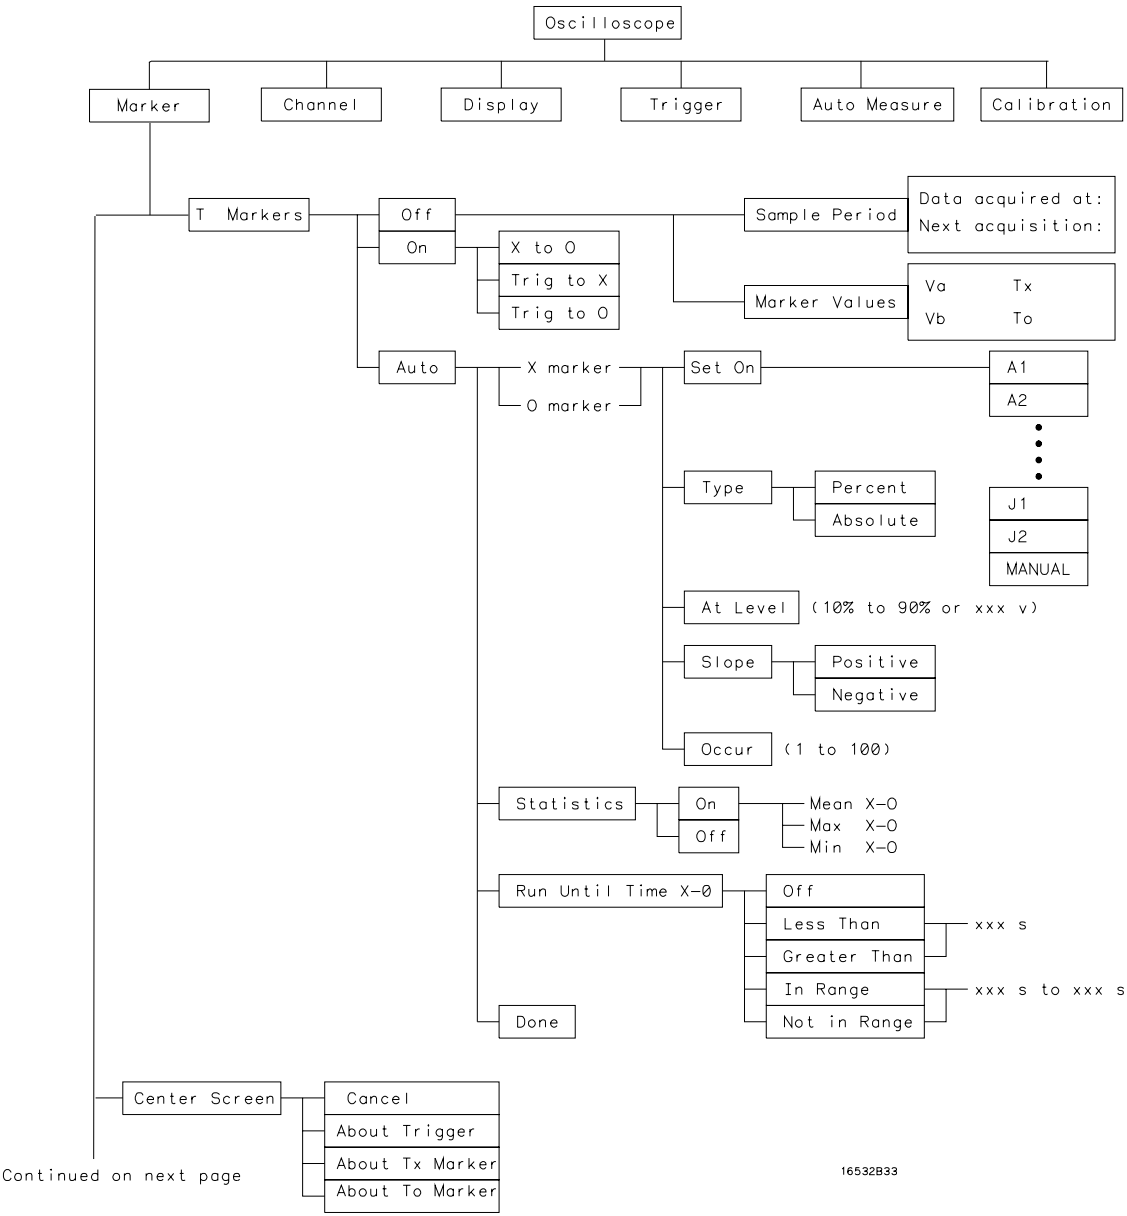 Oscilloscope
Marker
Channel
Display
Trigger
Auto Measure
Calibration
T Markers
Off
On
X to O
Trig to X
Trig to O
Sample Period
Data acquired at:
Next acquisition:
Marker Values
Va Tx
Vb To
Auto
X marker
O marker
Set On
A1
A2
J1
J2
MANUAL
Type
Percent
Absolute
At Level (10% to 90% or xxx v)
Slope
Positive
Negative
Occur (1 to 100)
Statistics
On
Off
Mean X-O
Max X-O
Min X-O
Run Until Time X-0
Off
Less Than
Greater Than
xxx s
In Range
Not in Range
xxx s to xxx s
Done
Center Screen
Cancel
About Trigger
About Tx Marker
About To Marker
Continued on next page
16532B33